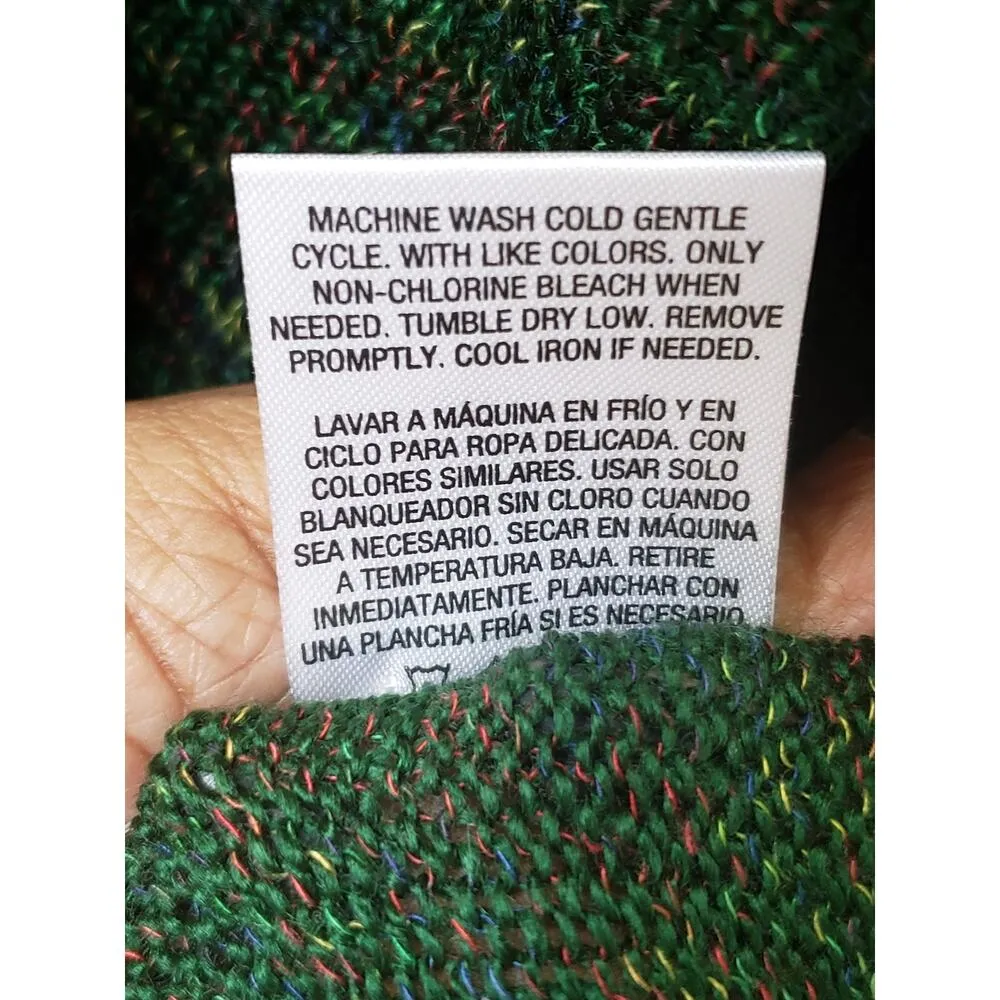 MACHINE WASH COLD GENTLE
CYCLE. WITH LIKE COLORS. ONLY
NON-CHLORINE BLEACH WHEN
NEEDED. TUMBLE DRY LOW. REMOVE
PROMPTLY. COOL IRON IF NEEDED.
LAVAR A MÁQUINA EN FRÍO Y EN
CICLO PARA ROPA DELICADA. CON
COLORES SIMILARES. USAR SOLO
BLANQUEADOR SIN CLORO CUANDO
SEA NECESARIO. SECAR EN MÁQUINA
A TEMPERATURA BAJA. RETIRE
INMEDIATAMENTE. PLANCHAR CON
UNA PLANCHA FRÍA SI ES NECESARIO.